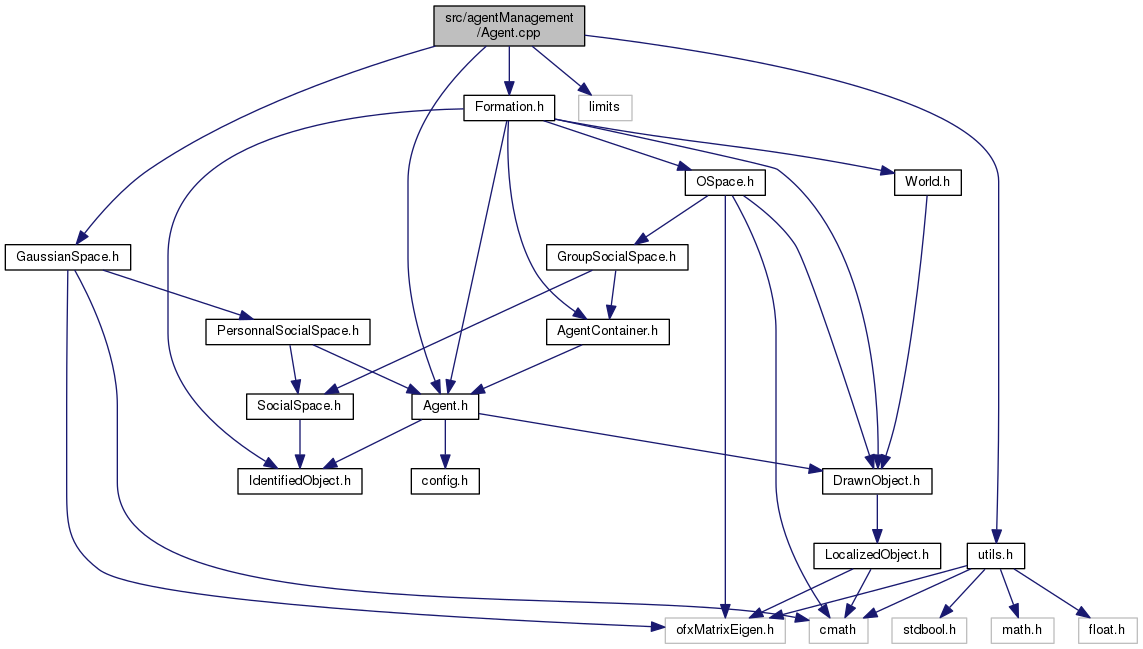 src/agentManagement
/Agent.cpp
Formation.h
limits
OSpace.h
World.h
GaussianSpace.h
GroupSocialSpace.h
PersonnalSocialSpace.h
AgentContainer.h
SocialSpace.h
Agent.h
IdentifiedObject.h
config.h
DrawnObject.h
LocalizedObject.h
utils.h
ofxMatrixEigen.h
cmath
stdbool.h
math.h
float.h